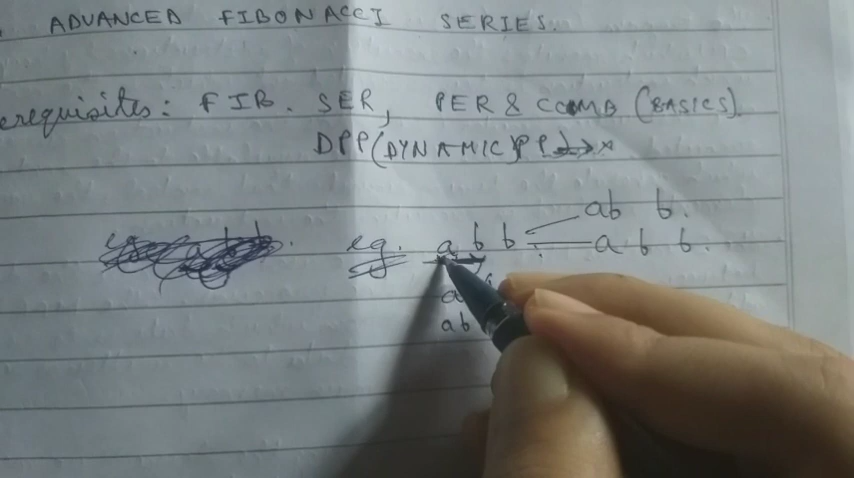 ADVANCED FIBONACCI SERIES.
erequisites: FIB. SER, PER & COMB (BASICS).
DPP (DYNAMIC)
ab b.
eg. a b b a b b.
a
ab